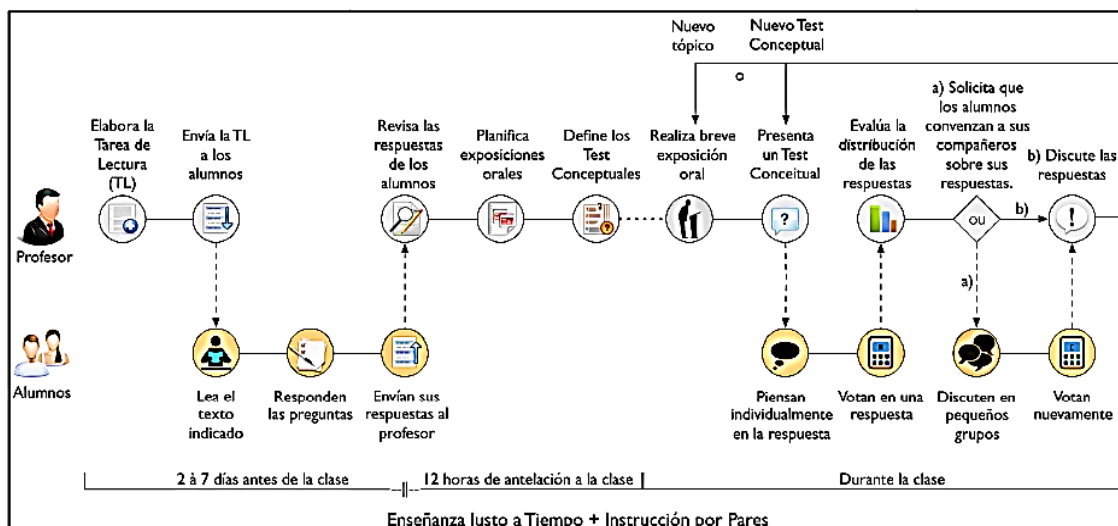 Nuevo
tópico
Nuevo Test
Conceptual
o
Elabora la
Tarea de
Lectura
(TL)
Envía la TL
a los
alumnos
Revisa las
respuestas
de los
alumnos
Planifica
exposiciones
orales
Define los
Test
Conceptuales
Realiza breve
exposición
oral
Presenta
un Test
Conceitual
Evalúa la
distribución
de las
respuestas
a) Solicita que
los alumnos
convenzan a sus
compañeros
sobre sus
respuestas.
b) Discute las
respuestas
Profesor
?
ou
b)
!
a)
Alumnos
Lea el
texto
indicado
Responden
las preguntas
Envían sus
respuestas al
profesor
Piensan
individualmente
en la respuesta
Votan en una
respuesta
Discuten en
pequeños
grupos
Votan
nuevamente
2 à 7 días antes de la clase
12 horas de antelación a la clase
Durante la clase
Enseñanza Justo a Tiempo + Instrucción por Pares